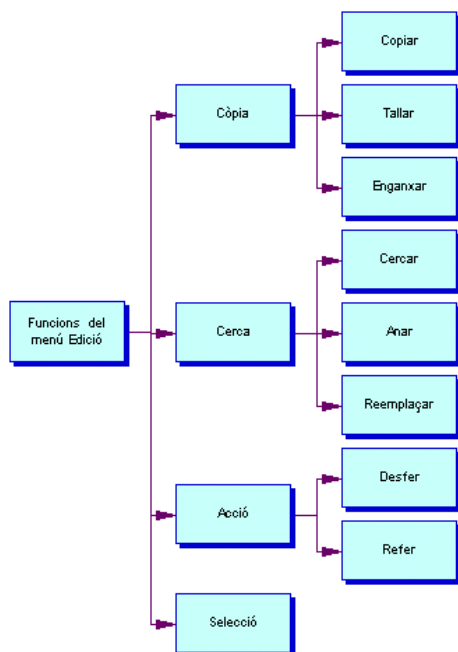 Funcions del
menú Edició
Còpia
Copiar
Tallar
Enganxar
Cerca
Cercar
Anar
Reemplaçar
Acció
Desfer
Refer
Selecció